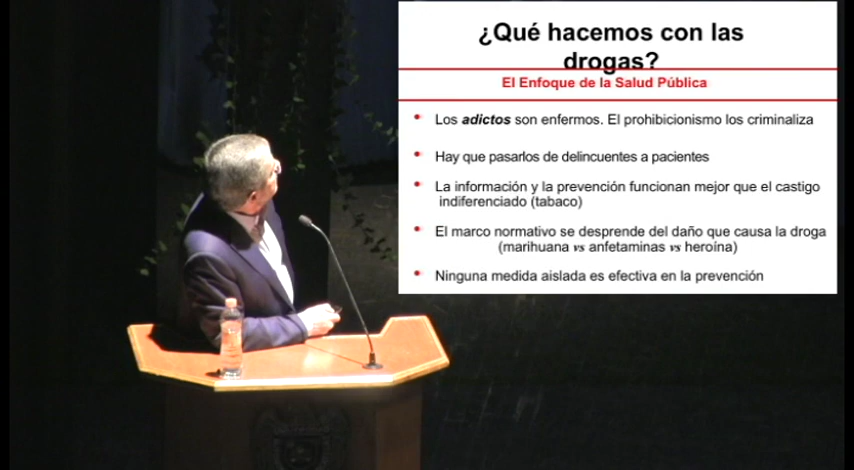 ¿Qué hacemos con las
drogas?
El Enfoque de la Salud Pública
• Los adictos son enfermos. El prohibicionismo los criminaliza
• Hay que pasarlos de delincuentes a pacientes
• La información y la prevención funcionan mejor que el castigo
indiferenciado (tabaco)
• El marco normativo se desprende del daño que causa la droga
(marihuana vs anfetaminas vs heroína)
• Ninguna medida aislada es efectiva en la prevención